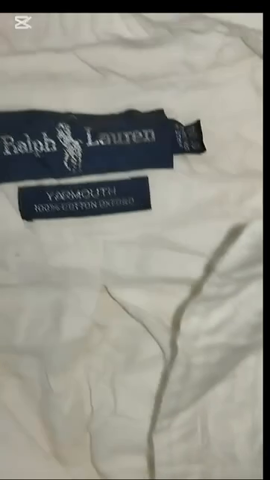 Ralph Lauren
YARMOUTH
100% COTTON OXFORD